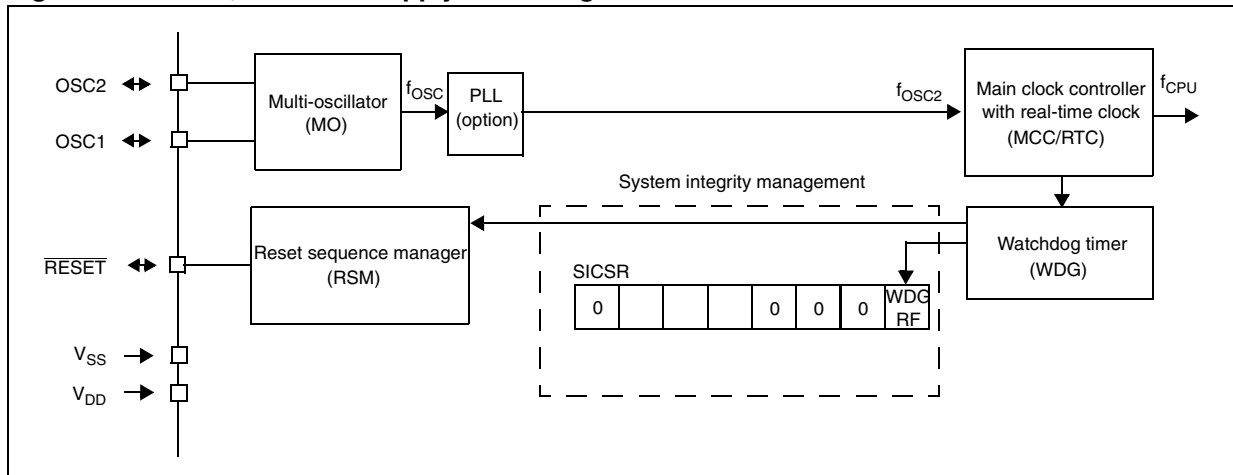 OSC2
OSC1
Multi-oscillator
(MO)
fOSC
PLL
(option)
fOSC2
Main clock controller
with real-time clock
(MCC/RTC)
fCPU
System integrity management
RESET
Reset sequence manager
(RSM)
Watchdog timer
(WDG)
SICSR
0 0 0 0 WDG
RF
VSS
VDD